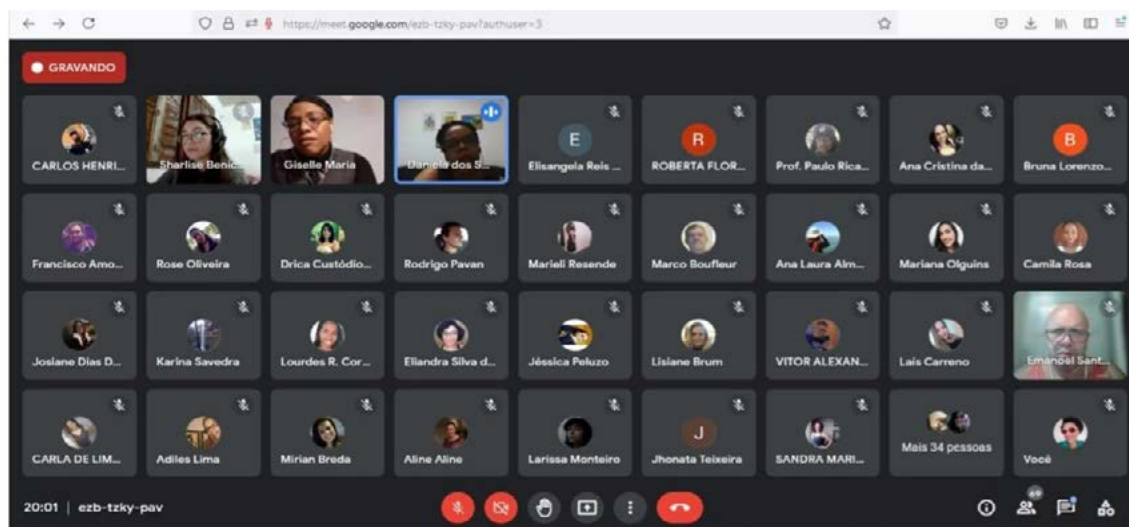 https://meet.google.com/ezb-tzky-pav?authuser=3
GRAVANDO
CARLOS HENRI...
Sharlise Benic...
Giselle Maria
Daniela dos S...
E
Elisangela Reis ...
R
ROBERTA FLOR...
Prof. Paulo Rica...
Ana Cristina da...
B
Bruna Lorenzo...
Francisco Amo...
Rose Oliveira
Drica Custódio...
Rodrigo Pavan
Marieli Resende
Marco Boufleur
Ana Laura Alm...
Mariana Olguins
Camila Rosa
Josiane Dias D...
Karina Savedra
Lourdes R. Cor...
Eliandra Silva d...
Jéssica Peluzo
Lisiane Brum
VITOR ALEXAN...
Lais Carreno
Emanoel Sant...
CARLA DE LIM...
Adiles Lima
Mirian Breda
Aline Aline
Larissa Monteiro
J
Jhonata Teixeira
SANDRA MARI...
Mais 34 pessoas
Você
20:01 | ezb-tzky-pav
69